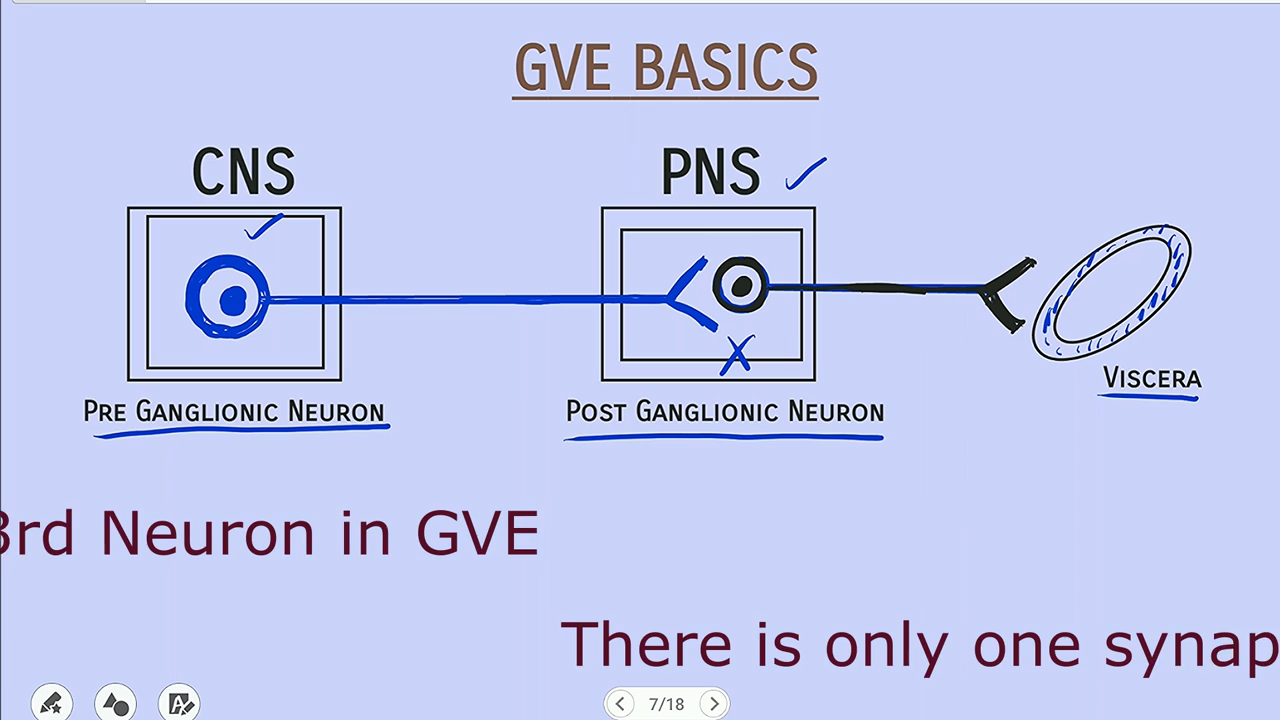 GVE BASICS
CNS
PNS
Pre Ganglionic Neuron
Post Ganglionic Neuron
Viscera
3rd Neuron in GVE
There is only one synap
7/18